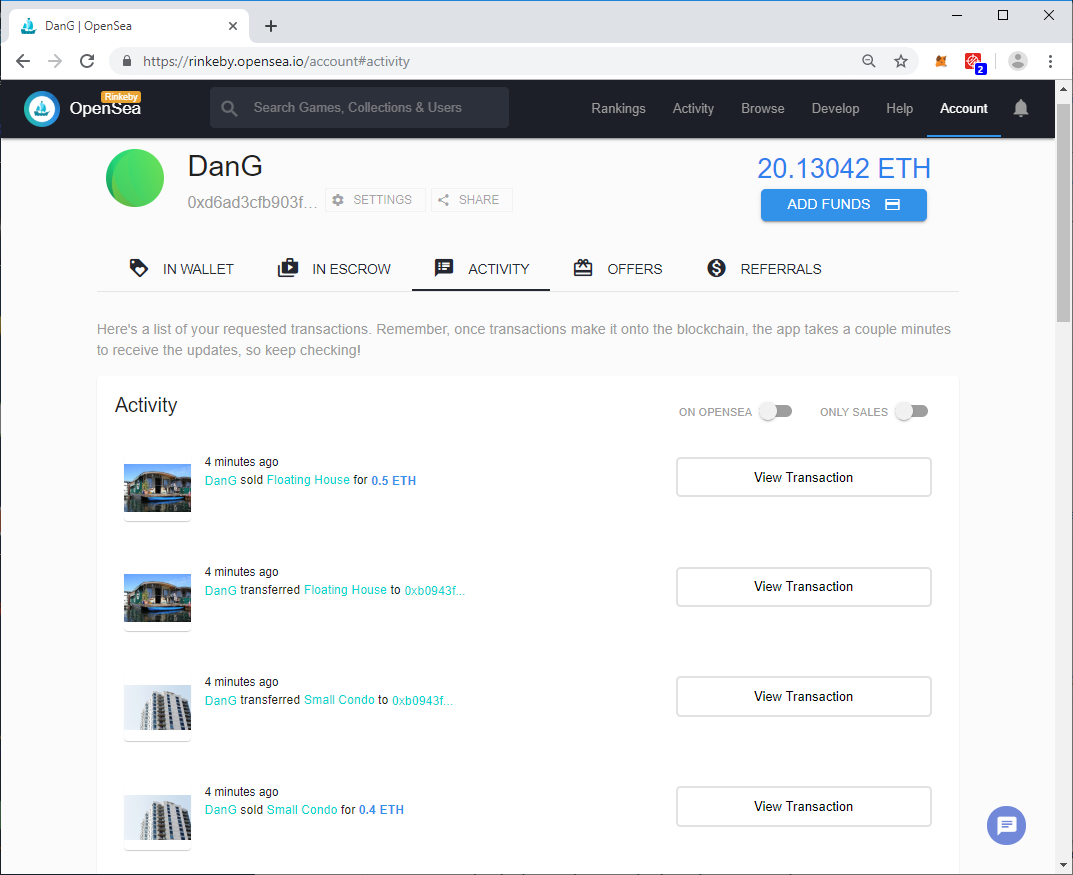 DanG | OpenSea
https://rinkeby.opensea.io/account#activity
2
Rinkeby
OpenSea
Search Games, Collections & Users
Rankings
Activity
Browse
Develop
Help
Account
DanG
0xd6ad3cfb903f...
SETTINGS
SHARE
20.13042 ETH
ADD FUNDS
IN WALLET
IN ESCROW
ACTIVITY
OFFERS
REFERRALS
Here's a list of your requested transactions. Remember, once transactions make it onto the blockchain, the app takes a couple minutes
to receive the updates, so keep checking!
Activity
ON OPENSEA
ONLY SALES
4 minutes ago
DanG sold Floating House for 0.5 ETH
View Transaction
4 minutes ago
DanG transferred Floating House to 0xb0943f...
View Transaction
4 minutes ago
DanG transferred Small Condo to 0xb0943f...
View Transaction
4 minutes ago
DanG sold Small Condo for 0.4 ETH
View Transaction